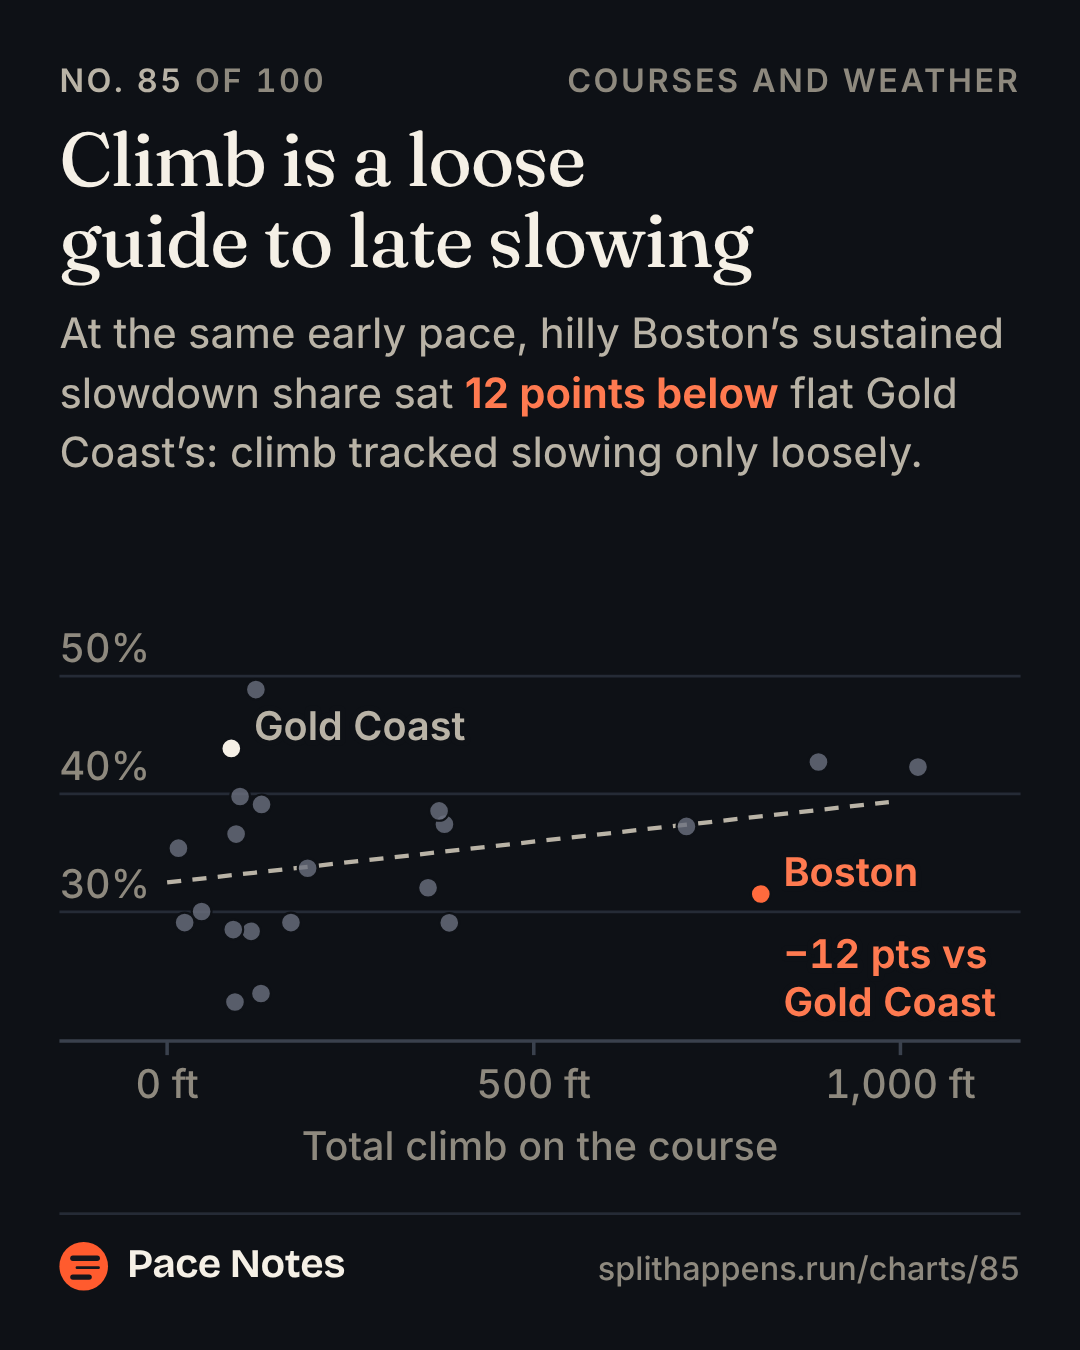 NO. 85 OF 100
COURSES AND WEATHER
Climb is a loose
guide to late slowing
At the same early pace, hilly Boston’s sustained
slowdown share sat 12 points below flat Gold
Coast’s: climb tracked slowing only loosely.
50%
Gold Coast
40%
30%
Boston
−12 pts vs
Gold Coast
0 ft
500 ft
1,000 ft
Total climb on the course
Pace Notes
splithappens.run/charts/85